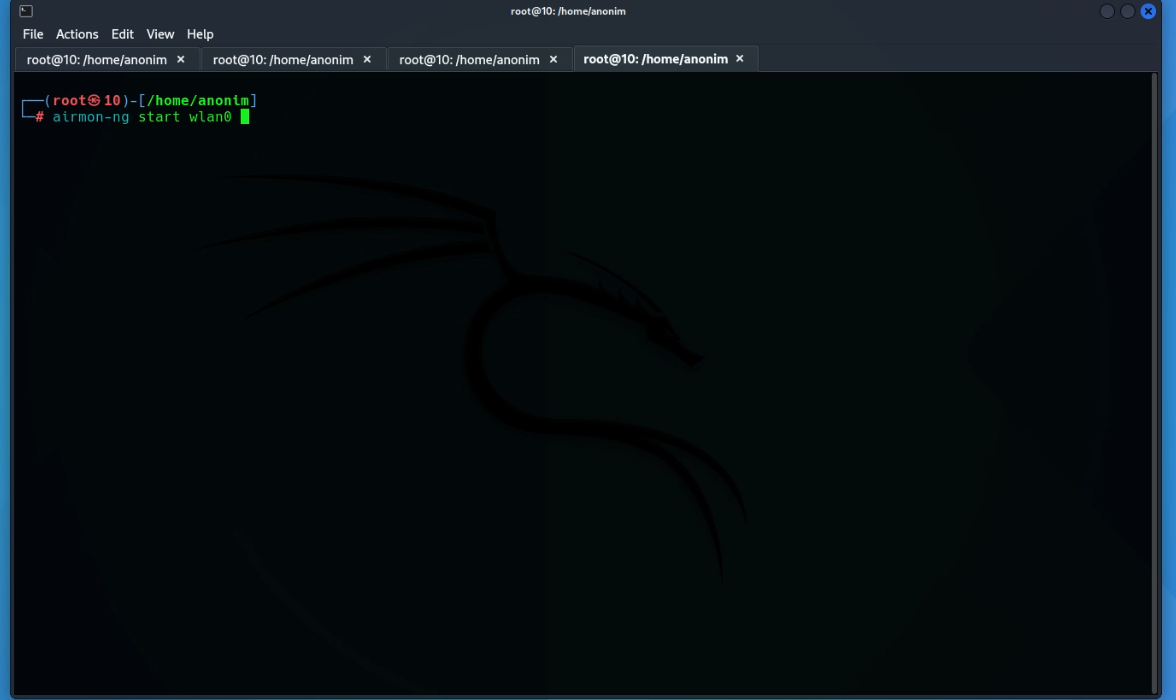 root@10: /home/anonim
File Actions Edit View Help
root@10: /home/anonim × root@10: /home/anonim × root@10: /home/anonim × root@10: /home/anonim ×
┌──(root㉿10)-[/home/anonim]
└─# airmon-ng start wlan0